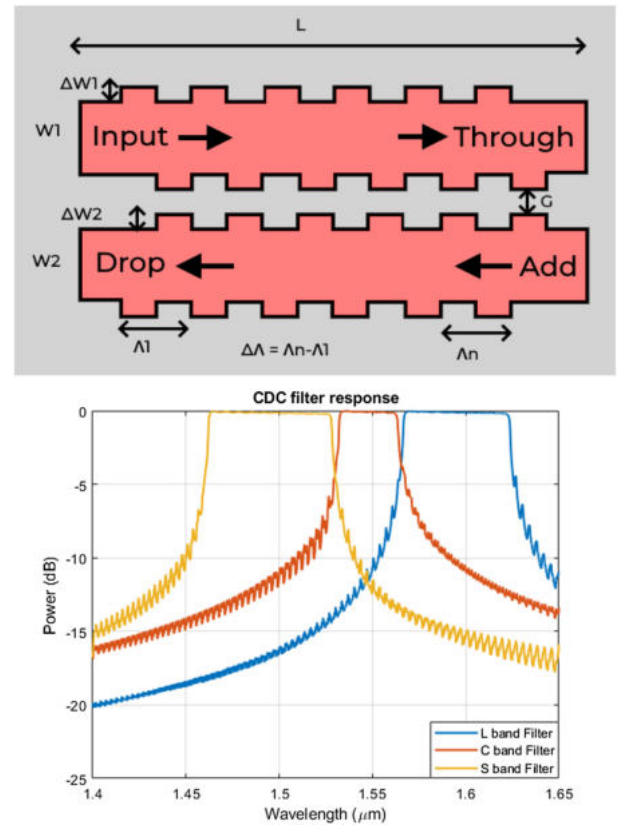 L
ΔW1
W1
Input
Through
ΔW2
G
W2
Drop
Add
Λ1
ΔΛ = Λn-Λ1
Λn
CDC filter response
Power (dB)
0
-5
-10
-15
-20
-25
L band Filter
C band Filter
S band Filter
1.4
1.45
1.5
1.55
1.6
1.65
Wavelength (μm)